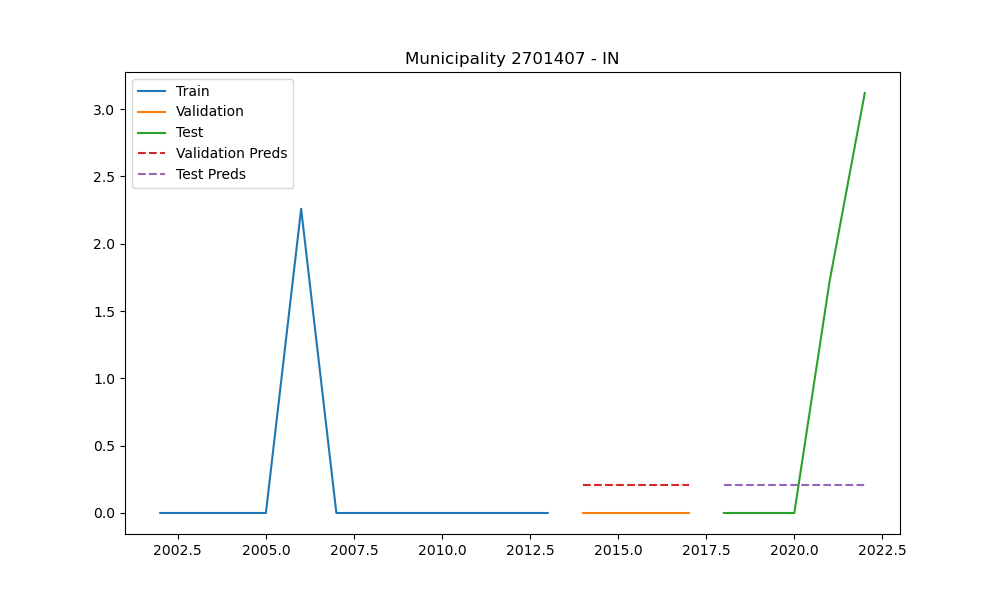 Municipality 2701407 - IN
Train
Validation
Test
Validation Preds
Test Preds
3.0
2.5
2.0
1.5
1.0
0.5
0.0
2002.5 2005.0 2007.5 2010.0 2012.5 2015.0 2017.5 2020.0 2022.5